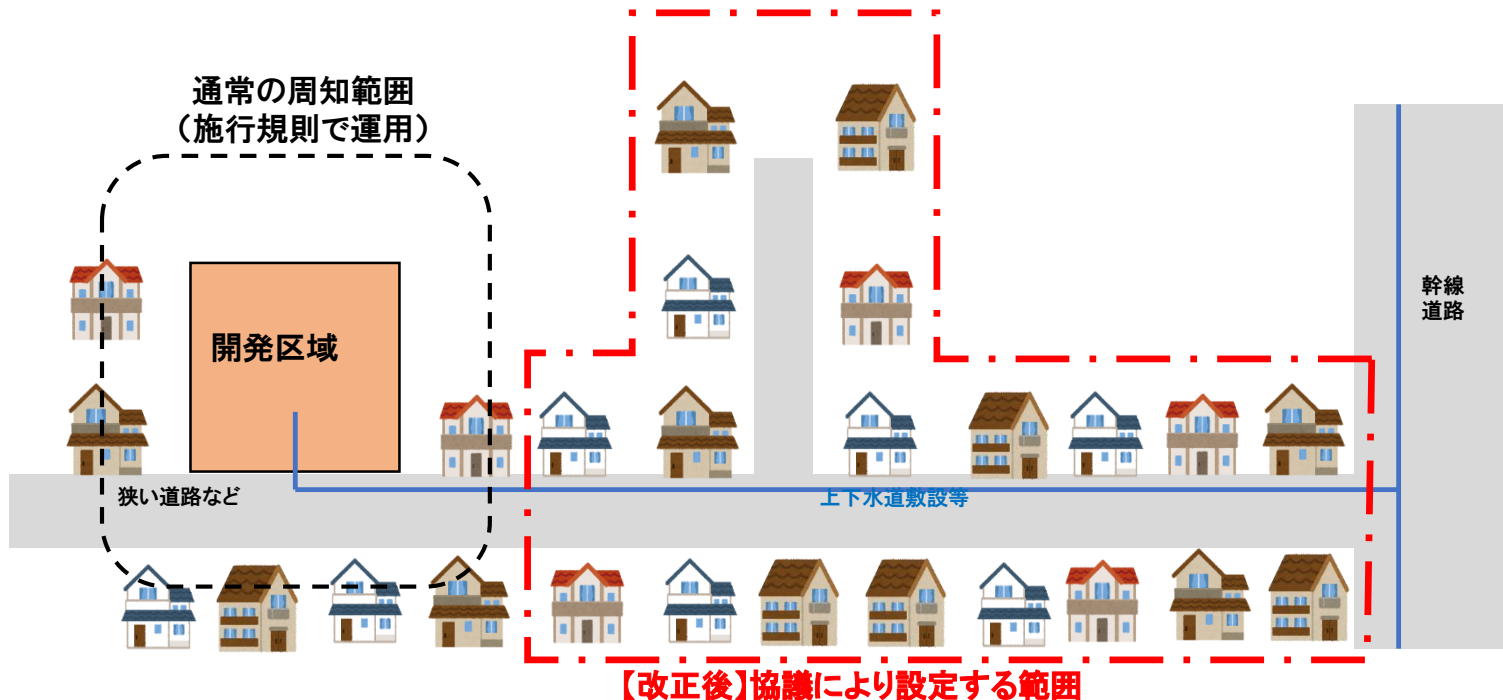 通常の周知範囲
（施行規則で運用）
開発区域
幹線
道路
狭い道路など
上下水道敷設等
【改正後】協議により設定する範囲